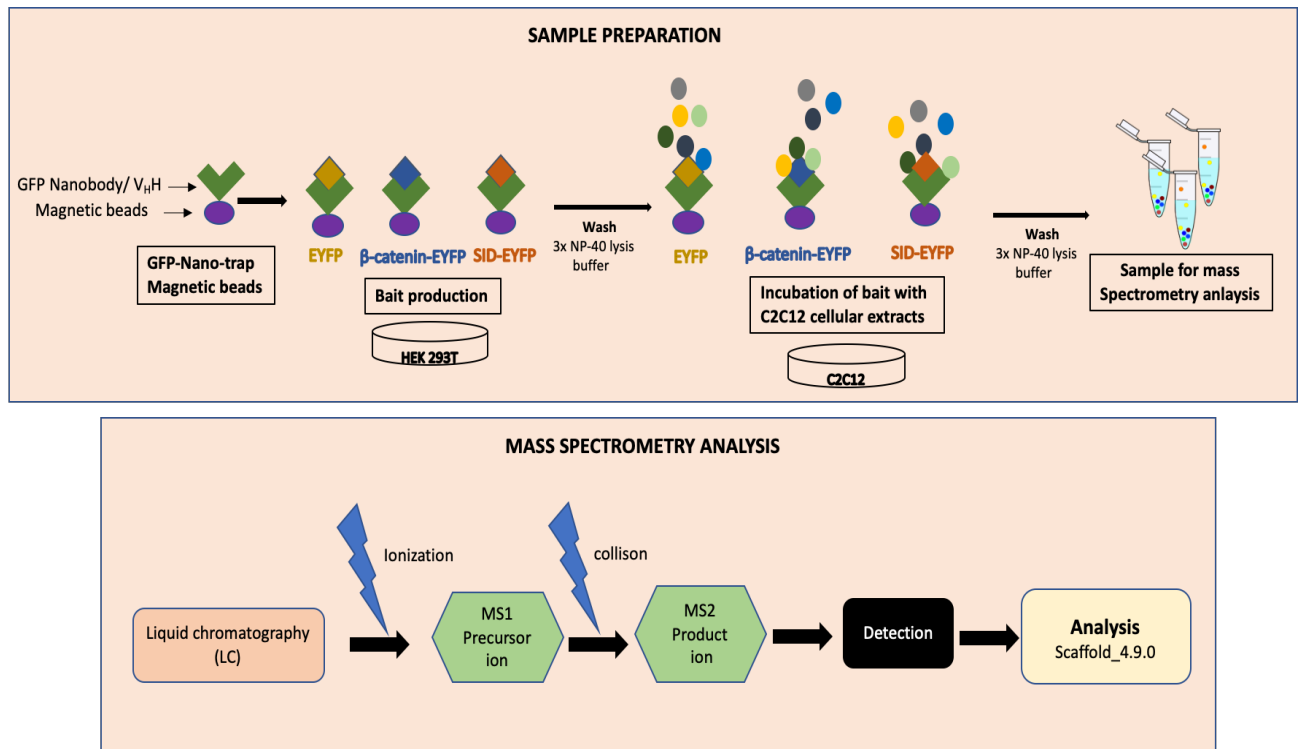 SAMPLE PREPARATION
GFP Nanobody/ VHH
Magnetic beads
GFP-Nano-trap
Magnetic beads
EYFP
β-catenin-EYFP
SID-EYFP
Bait production
HEK 293T
Wash
3x NP-40 lysis
buffer
EYFP
β-catenin-EYFP
SID-EYFP
Incubation of bait with
C2C12 cellular extracts
C2C12
Wash
3x NP-40 lysis
buffer
Sample for mass
Spectrometry anlaysis
MASS SPECTROMETRY ANALYSIS
Liquid chromatography
(LC)
Ionization
MS1
Precursor
ion
collison
MS2
Product
ion
Detection
Analysis
Scaffold_4.9.0